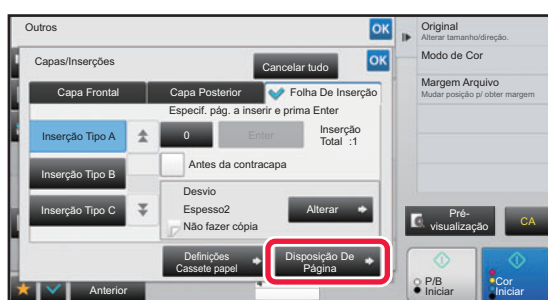 Outros
OK
Capas/Inserções
Cancelar tudo
OK
Capa Frontal
Capa Posterior
Folha De Inserção
Especif. pág. a inserir e prima Enter
Inserção Tipo A
0
Enter
Inserção
Total :1
Antes da contracapa
Inserção Tipo B
Desvio
Inserção Tipo C
Espesso2
Alterar
Não fazer cópia
Definições
Cassete papel
Disposição De
Página
Anterior
Original
Alterar tamanho/direção.
Modo de Cor
Margem Arquivo
Mudar posição p/ obter margem
Pré-
visualização
CA
P/B
Iniciar
Cor
Iniciar